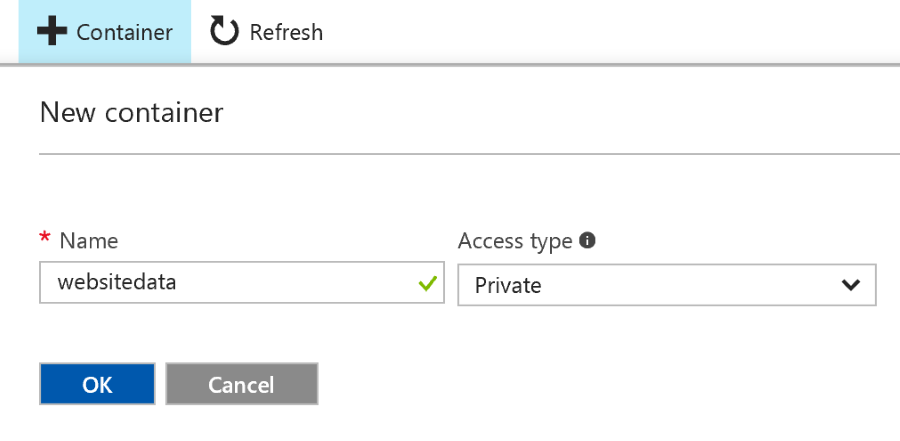 Container Refresh
New container
* Name Access type
websitedata Private
OK Cancel